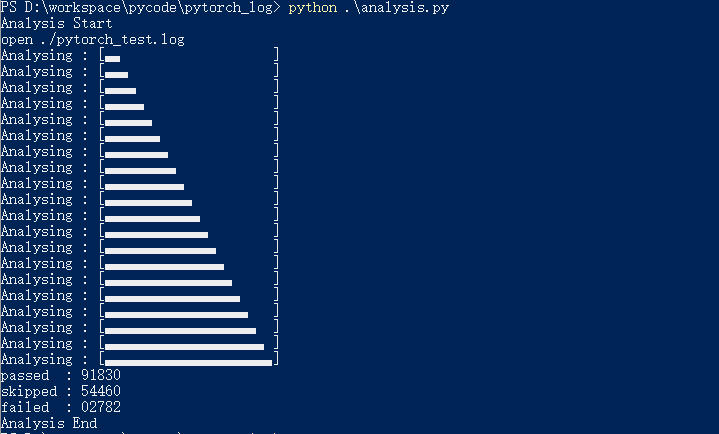 PS D:\workspace\pycode\pytorch_log> python .\analysis.py
Analysis Start
open ./pytorch_test.log
Analysing : [▄▄                   ]
Analysing : [▄▄▄                  ]
Analysing : [▄▄▄▄                 ]
Analysing : [▄▄▄▄▄                ]
Analysing : [▄▄▄▄▄▄               ]
Analysing : [▄▄▄▄▄▄▄              ]
Analysing : [▄▄▄▄▄▄▄▄             ]
Analysing : [▄▄▄▄▄▄▄▄▄            ]
Analysing : [▄▄▄▄▄▄▄▄▄▄           ]
Analysing : [▄▄▄▄▄▄▄▄▄▄▄          ]
Analysing : [▄▄▄▄▄▄▄▄▄▄▄▄         ]
Analysing : [▄▄▄▄▄▄▄▄▄▄▄▄▄        ]
Analysing : [▄▄▄▄▄▄▄▄▄▄▄▄▄▄       ]
Analysing : [▄▄▄▄▄▄▄▄▄▄▄▄▄▄▄      ]
Analysing : [▄▄▄▄▄▄▄▄▄▄▄▄▄▄▄▄     ]
Analysing : [▄▄▄▄▄▄▄▄▄▄▄▄▄▄▄▄▄    ]
Analysing : [▄▄▄▄▄▄▄▄▄▄▄▄▄▄▄▄▄▄   ]
Analysing : [▄▄▄▄▄▄▄▄▄▄▄▄▄▄▄▄▄▄▄  ]
Analysing : [▄▄▄▄▄▄▄▄▄▄▄▄▄▄▄▄▄▄▄▄ ]
Analysing : [▄▄▄▄▄▄▄▄▄▄▄▄▄▄▄▄▄▄▄▄▄]
passed  : 91830
skipped : 54460
failed  : 02782
Analysis End